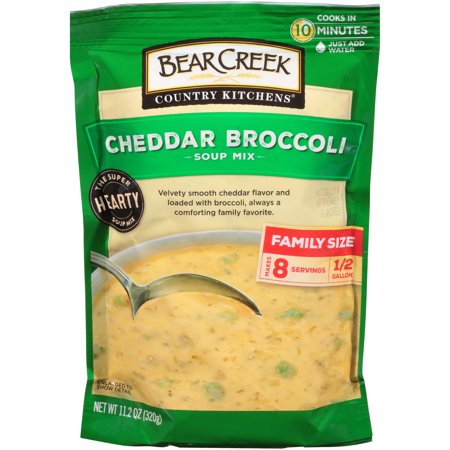 COOKS IN
10 MINUTES
JUST ADD
WATER
BEAR CREEK
COUNTRY KITCHENS®
CHEDDAR BROCCOLI
SOUP MIX
THE SUPER
HEARTY
SOUP MIX
Velvety smooth cheddar flavor and
loaded with broccoli, always a
comforting family favorite.
FAMILY SIZE
MAKES
8 SERVINGS
1/2
GALLON
ENLARGED TO
SHOW DETAIL
NET WT 11.2 OZ (320g)